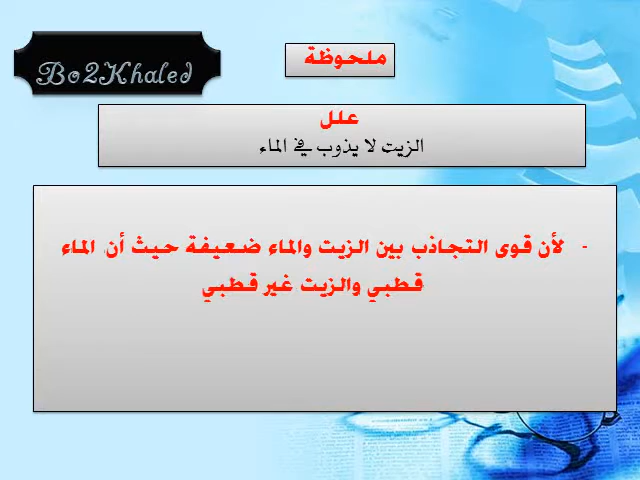 Bo2Khaled
ملحوظة
علل
الزيت لا يذوب في الماء
- لأن قوى التجاذب بين الزيت والماء ضعيفة حيث أن الماء
قطبي والزيت غير قطبي